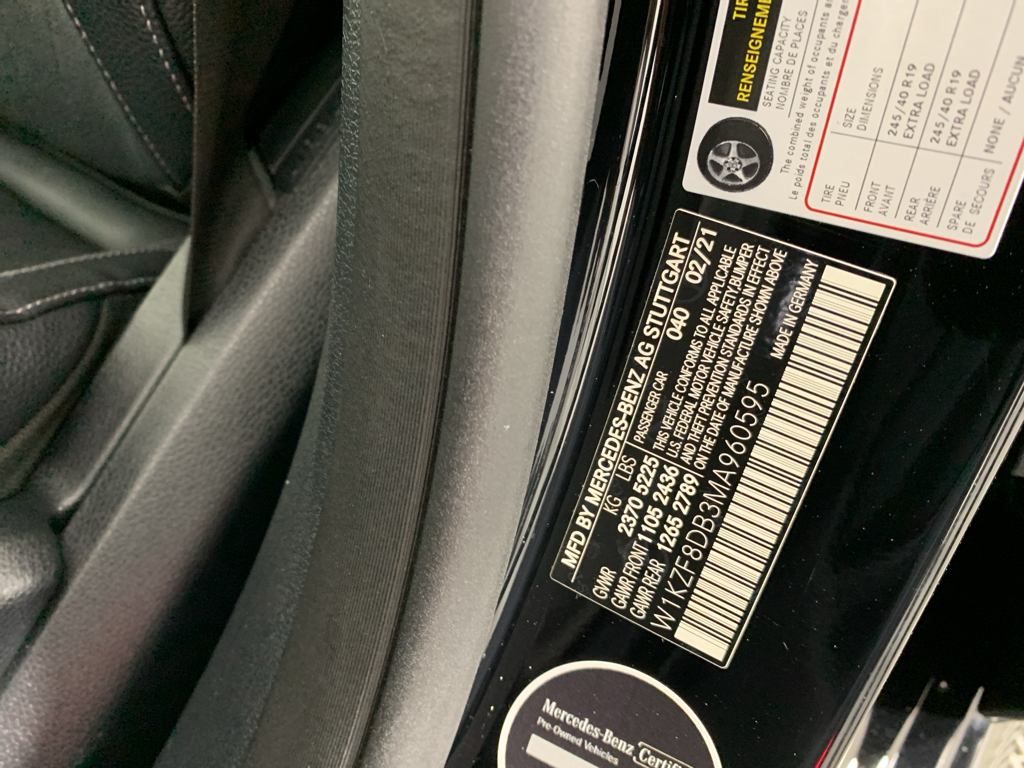 TIR
RENSEIGNEME
SEATING CAPACITY
NOMBRE DE PLACES
The combined weight of occupants a
Le poids total des occupants et du charge
TIRE SIZE
PNEU DIMENSIONS
FRONT 245/40 R19
AVANT EXTRA LOAD
REAR 245/40 R19
ARRIÈRE EXTRA LOAD
SPARE NONE / AUCUN
DE SECOURS
MFD BY MERCEDES-BENZ AG STUTTGART
KG LBS PASSENGER CAR 040 02/21
GVWR 2370 5225
GAWR FRONT 1105 2436
GAWR REAR 1265 2789
THIS VEHICLE CONFORMS TO ALL APPLICABLE
U.S. FEDERAL MOTOR VEHICLE SAFETY,BUMPER
AND THEFT PREVENTION STANDARDS IN EFFECT
ON THE DATE OF MANUFACTURE SHOWN ABOVE
W1KZF8DB3MA960595 MADE IN GERMANY
Mercedes-Benz Certifi
Pre-Owned Vehicles